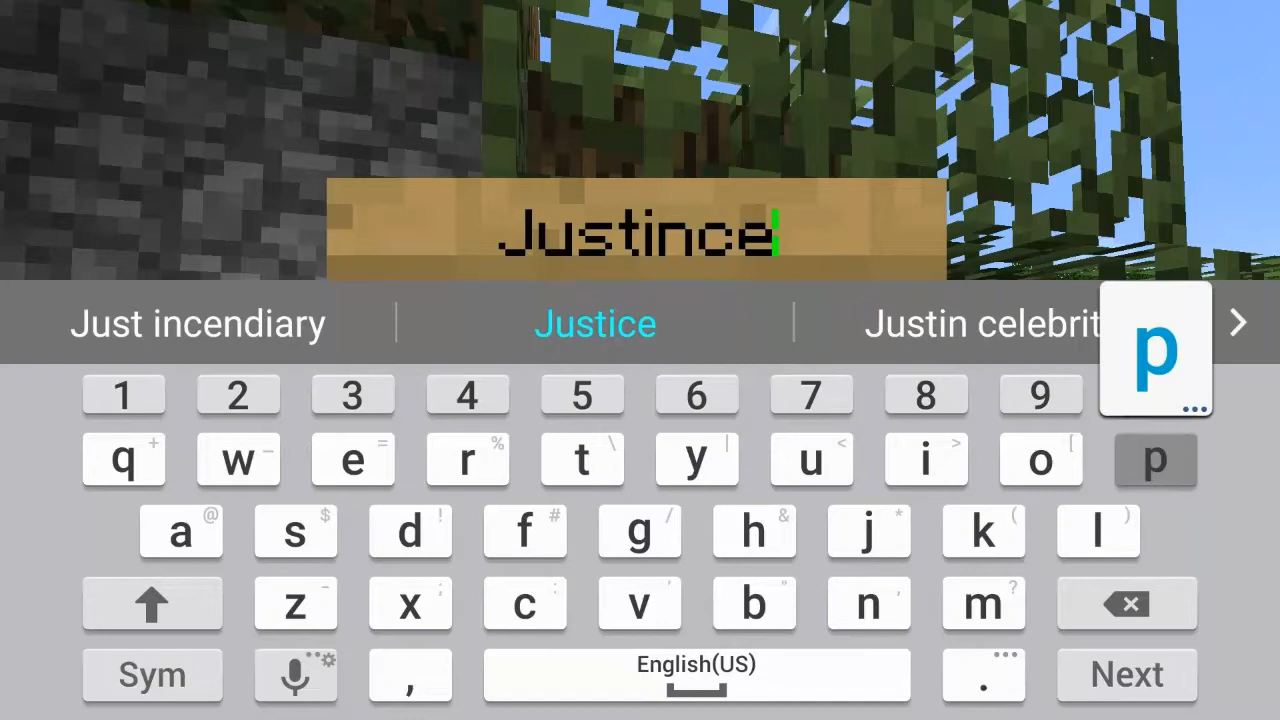 Justince
Just incendiary Justice Justin celebrit
p
1 2 3 4 5 6 7 8 9
q + w - e = r % t \ y | u < i > o [ p
a @ s $ d ! f # g / h & j * k ( l )
z - x ; c : v ' b " n , m ?
Sym , English(US) . Next